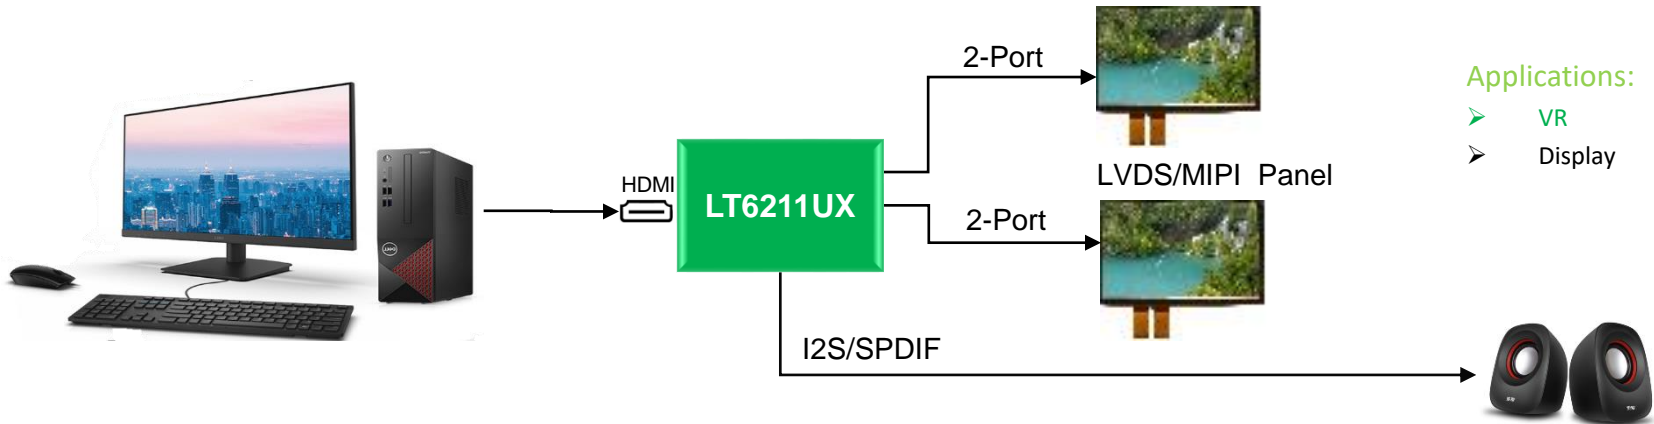 2-Port
Applications:
VR
Display
HDMI
LT6211UX
LVDS/MIPI Panel
2-Port
I2S/SPDIF